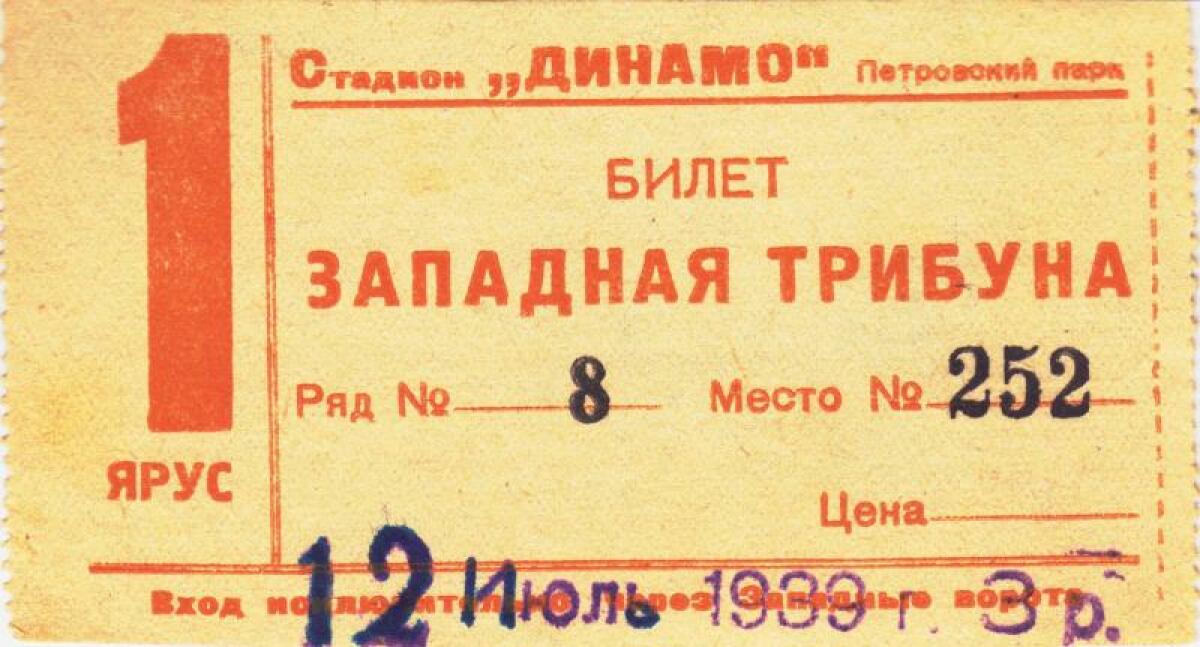 1
ЯРУС
Стадион „ДИНАМО“ Петровский парк
БИЛЕТ
ЗАПАДНАЯ ТРИБУНА
Ряд № 8 Место № 252
Цена
Вход исключительно через Западные ворота
12 Июль 1939 г. 3 р.